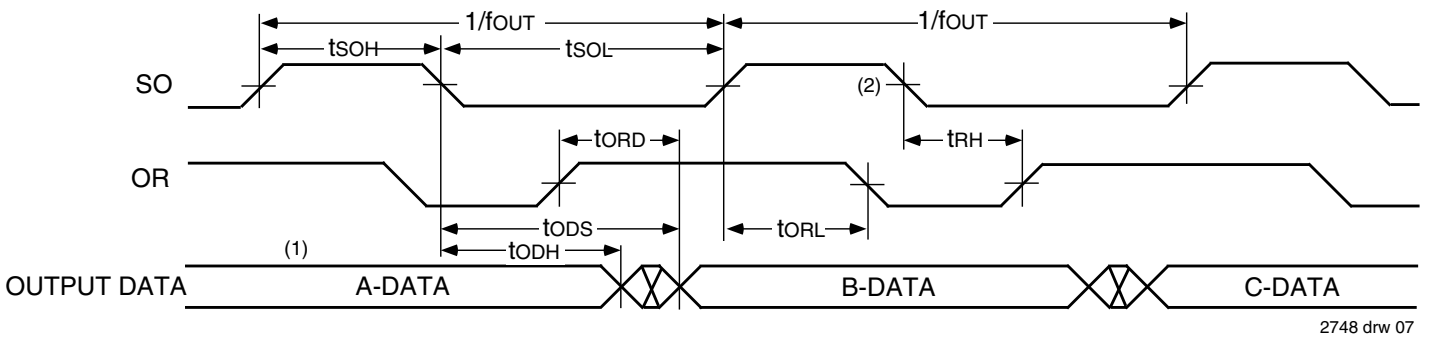 1/fOUT 1/fOUT
tSOH tSOL
SO (2)
tORD tRH
OR
tODS tORL
(1) tODH
OUTPUT DATA A-DATA B-DATA C-DATA
2748 drw 07